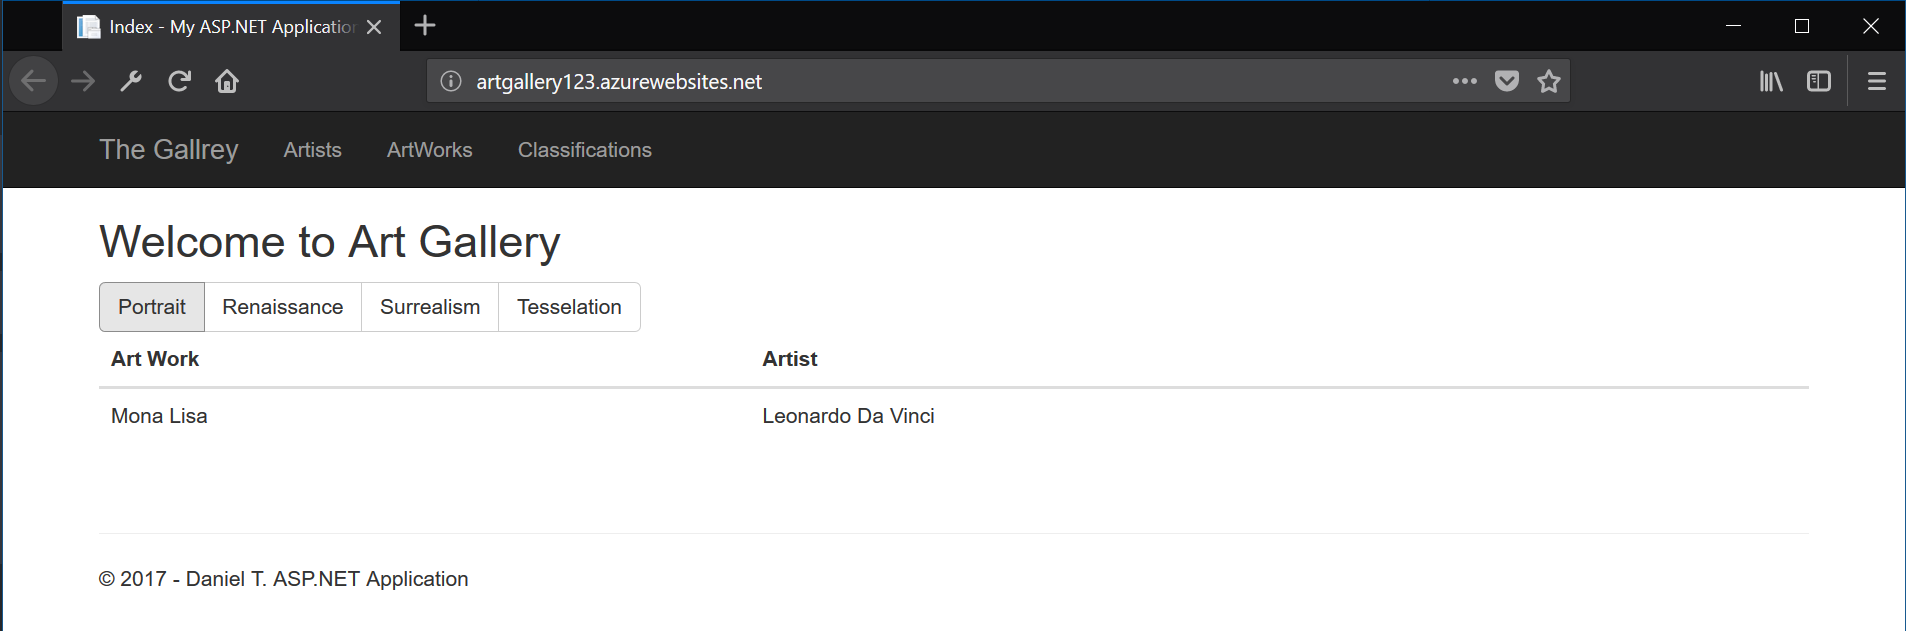 Index - My ASP.NET Application
artgallery123.azurewebsites.net
The Gallrey Artists ArtWorks Classifications
Welcome to Art Gallery
Portrait Renaissance Surrealism Tesselation
Art Work Artist
Mona Lisa Leonardo Da Vinci
© 2017 - Daniel T. ASP.NET Application